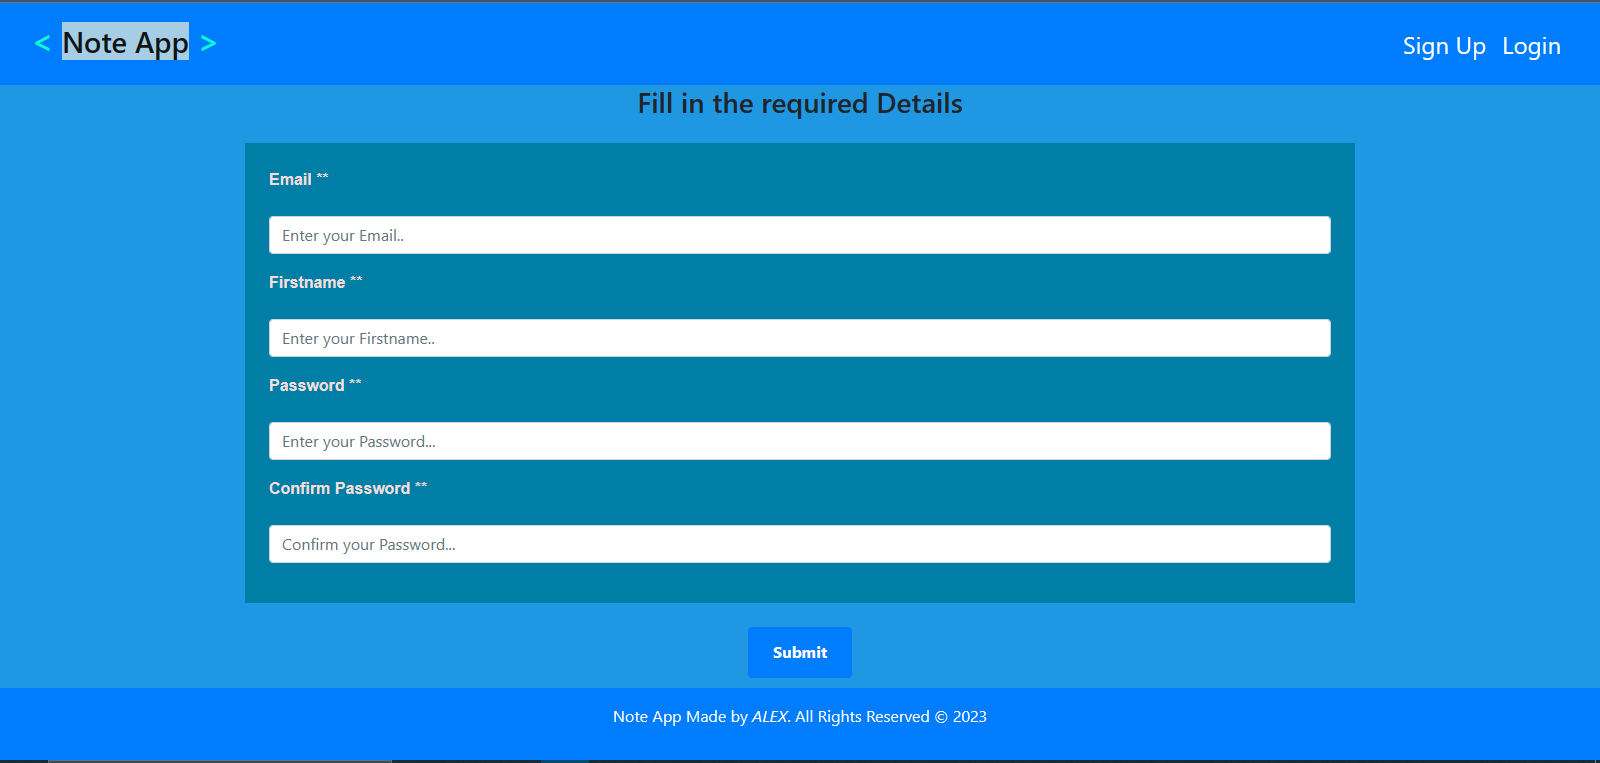 < Note App >
Sign Up Login
Fill in the required Details
Email **
Enter your Email..
Firstname **
Enter your Firstname..
Password **
Enter your Password...
Confirm Password **
Confirm your Password...
Submit
Note App Made by ALEX. All Rights Reserved © 2023